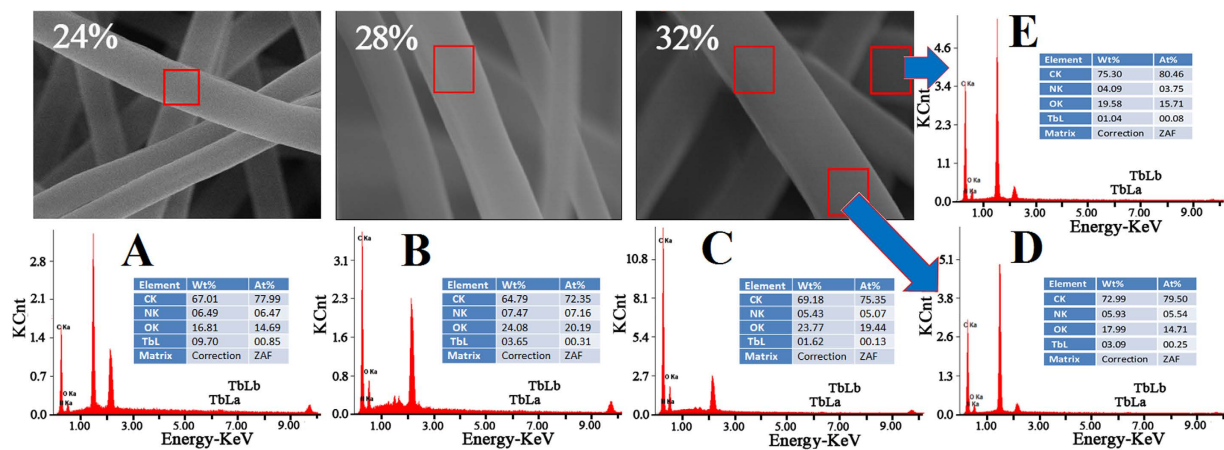 24%
28%
32%
E
KCnt
4.6
3.4
2.3
1.1
0.0
C Ka
O Ka
Element Wt% At%
CK 75.30 80.46
NK 04.09 03.75
OK 19.58 15.71
TbL 01.04 00.08
Matrix Correction ZAF
TbLb
TbLa
1.00 3.00 5.00 7.00 9.00
Energy-KeV
A
KCnt
2.8
2.1
1.4
0.7
0.0
C Ka
O Ka
N Ka
Element Wt% At%
CK 67.01 77.99
NK 06.49 06.47
OK 16.81 14.69
TbL 09.70 00.85
Matrix Correction ZAF
TbLb
TbLa
1.00 3.00 5.00 7.00 9.00
Energy-KeV
B
KCnt
3.1
2.3
1.6
0.8
0.0
C Ka
O Ka
Ka
Element Wt% At%
CK 64.79 72.35
NK 07.47 07.16
OK 24.08 20.19
TbL 03.65 00.31
Matrix Correction ZAF
TbLb
TbLa
1.00 3.00 5.00 7.00 9.00
Energy-KeV
C
KCnt
10.8
8.1
5.4
2.7
0.0
C Ka
O Ka
Ka
Element Wt% At%
CK 69.18 75.35
NK 05.43 05.07
OK 23.77 19.44
TbL 01.62 00.13
Matrix Correction ZAF
TbLb
TbLa
1.00 3.00 5.00 7.00 9.00
Energy-KeV
D
KCnt
5.1
3.8
2.6
1.3
0.0
C Ka
O Ka
Ka
Element Wt% At%
CK 72.99 79.50
NK 05.93 05.54
OK 17.99 14.71
TbL 03.09 00.25
Matrix Correction ZAF
TbLb
TbLa
1.00 3.00 5.00 7.00 9.00
Energy-KeV